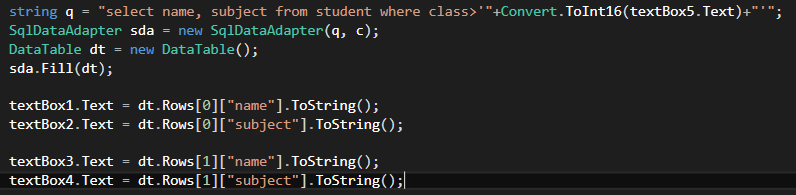 string q = "select name, subject from student where class>'"+Convert.ToInt16(textBox5.Text)+"'";
SqlDataAdapter sda = new SqlDataAdapter(q, c);
DataTable dt = new DataTable();
sda.Fill(dt);
textBox1.Text = dt.Rows[0]["name"].ToString();
textBox2.Text = dt.Rows[0]["subject"].ToString();
textBox3.Text = dt.Rows[1]["name"].ToString();
textBox4.Text = dt.Rows[1]["subject"].ToString();